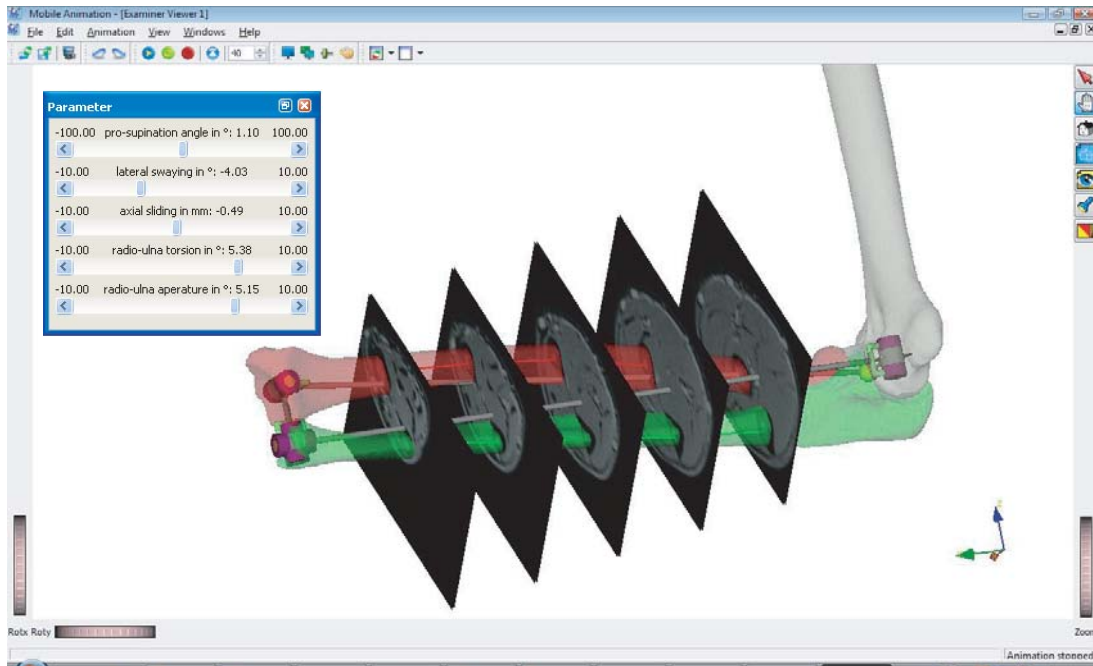 Mobile Animation - [Examiner Viewer 1]
File Edit Animation View Windows Help
40
Parameter
-100.00 pro-supination angle in °: 1.10 100.00
-10.00 lateral swaying in °: -4.03 10.00
-10.00 axial sliding in mm: -0.49 10.00
-10.00 radio-ulna torsion in °: 5.38 10.00
-10.00 radio-ulna aperature in °: 5.15 10.00
Rotx Roty
Zoom
Animation stopped